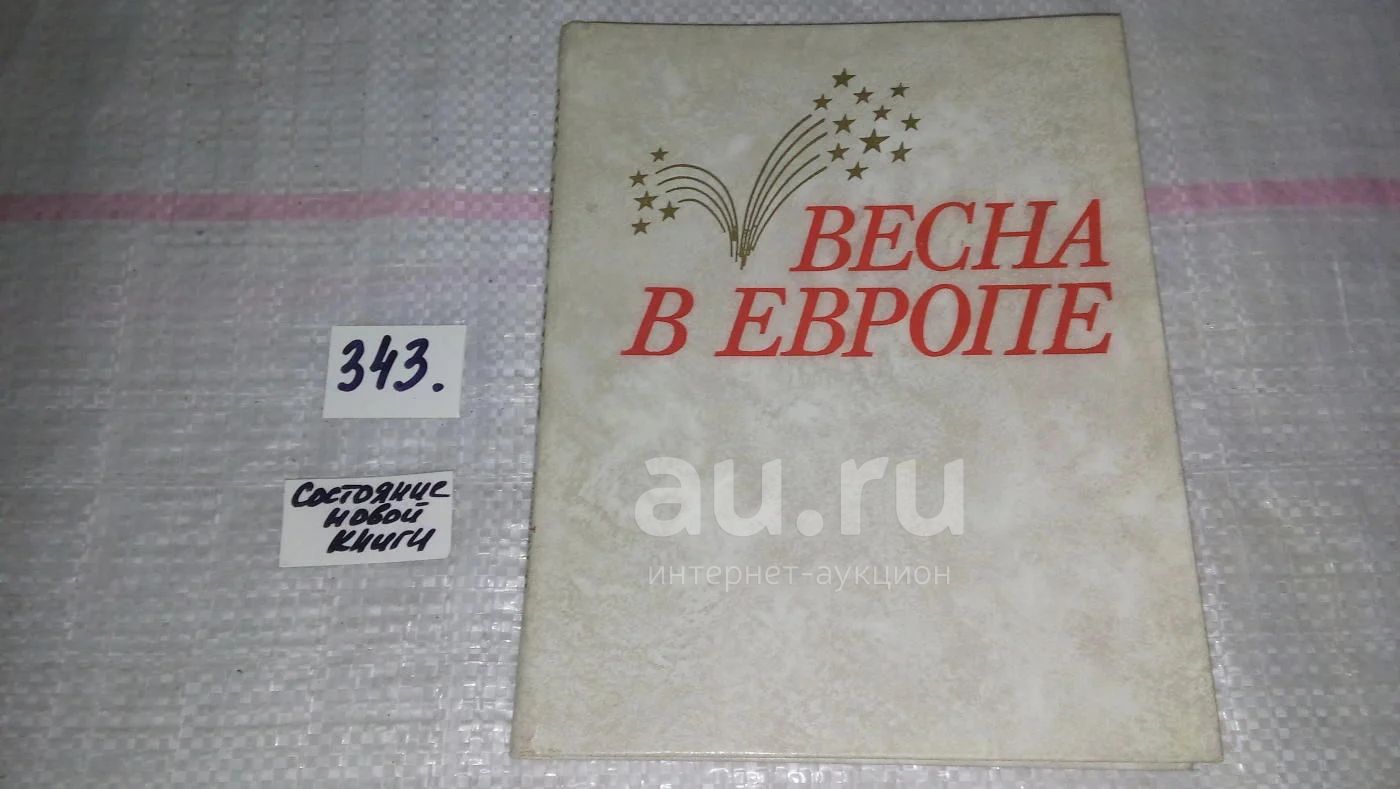 ВЕСНА
В ЕВРОПЕ
343.
Состояние
новой
книги
au.ru
интернет-аукцион